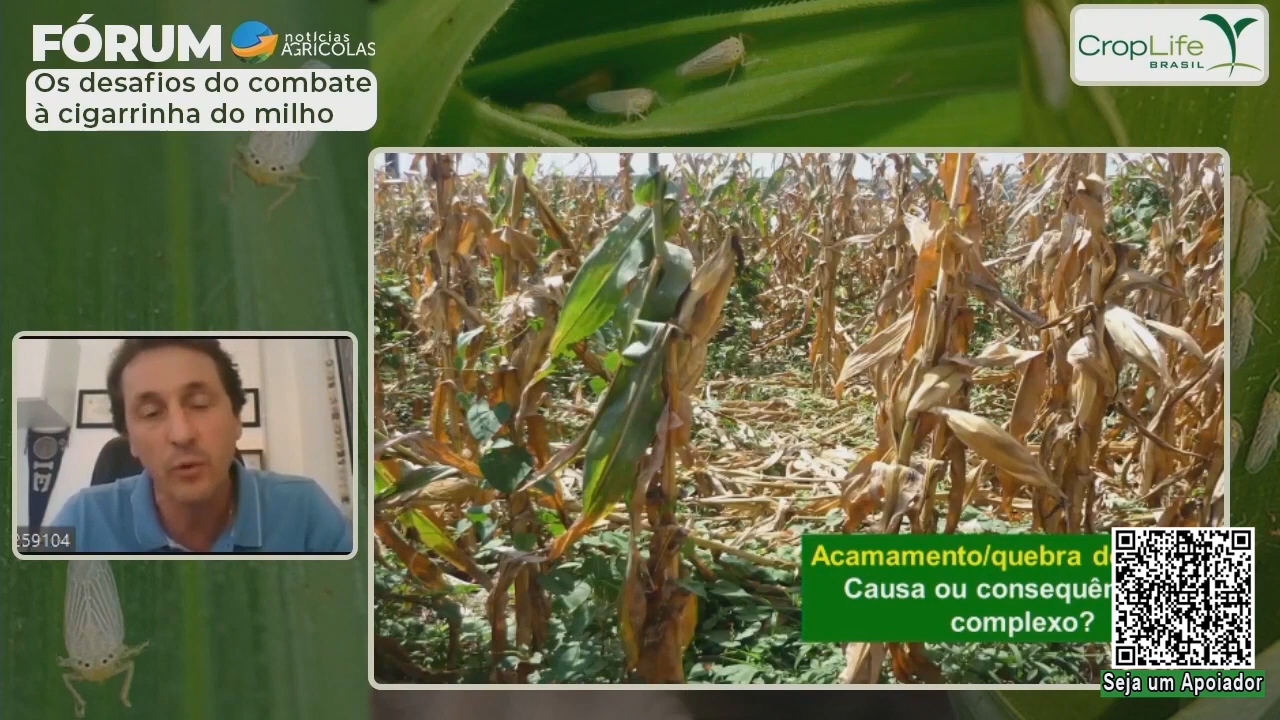 FÓRUM
notícias
AGRÍCOLAS
Os desafios do combate
à cigarrinha do milho
CropLife
BRASIL
259104
Acamamento/quebra
Causa ou
complexo?
Seja um Apoiador